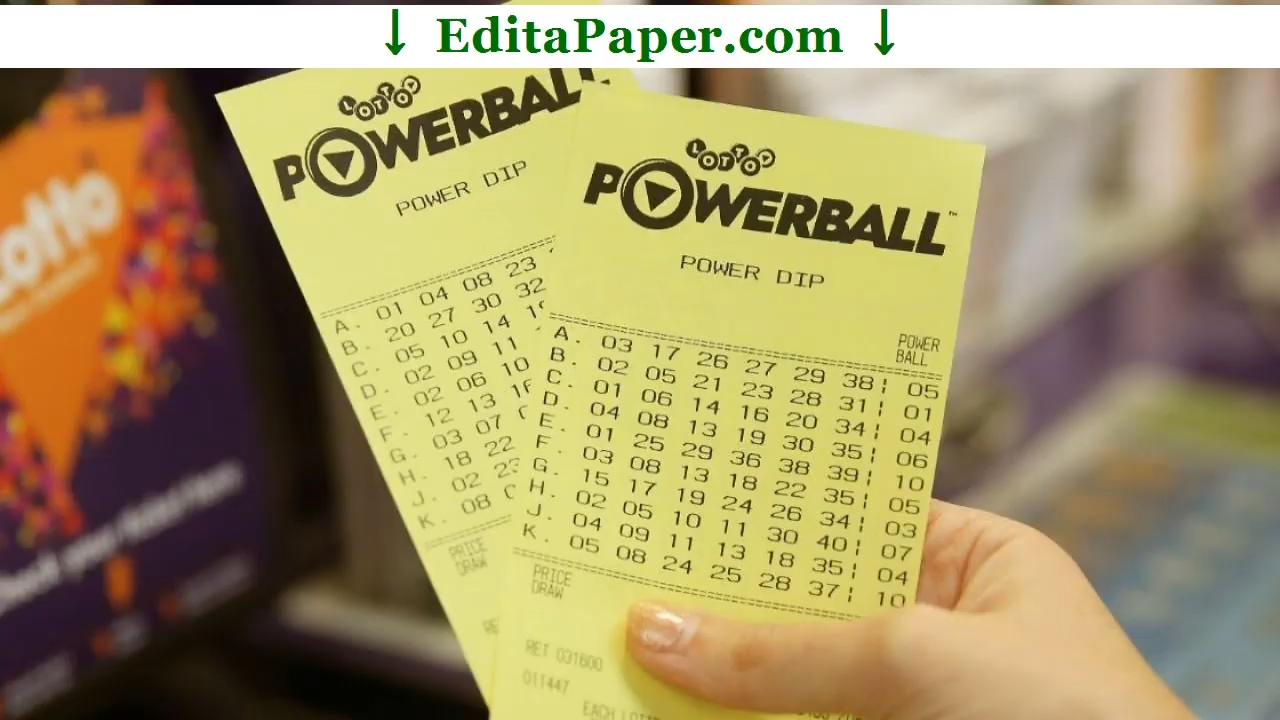 ↓ EditaPaper.com ↓
LOTTO
POWERBALL
POWER DIP
A. 01 04 08 23
B. 20 27 30 32
C. 05 10 14
D. 02 09 11
E. 02 06 10
F. 12 13 16
G. 03 07
H. 18 22
J. 02 23
K. 08
PRICE
DRAW
LOTTO
POWERBALL™
POWER DIP
POWER
BALL
A. 03 17 26 27 29 38 05
B. 02 05 21 23 28 31 01
C. 01 06 14 16 20 34 04
D. 04 08 13 19 30 35 06
E. 01 25 29 36 38 39 10
F. 03 08 13 18 22 35 05
G. 15 17 19 24 26 34 03
H. 02 05 10 11 30 40 07
J. 04 09 11 13 18 35 04
K. 05 08 24 25 28 37 10
PRICE
DRAW
RET 031600
011447
EACH
Lotto